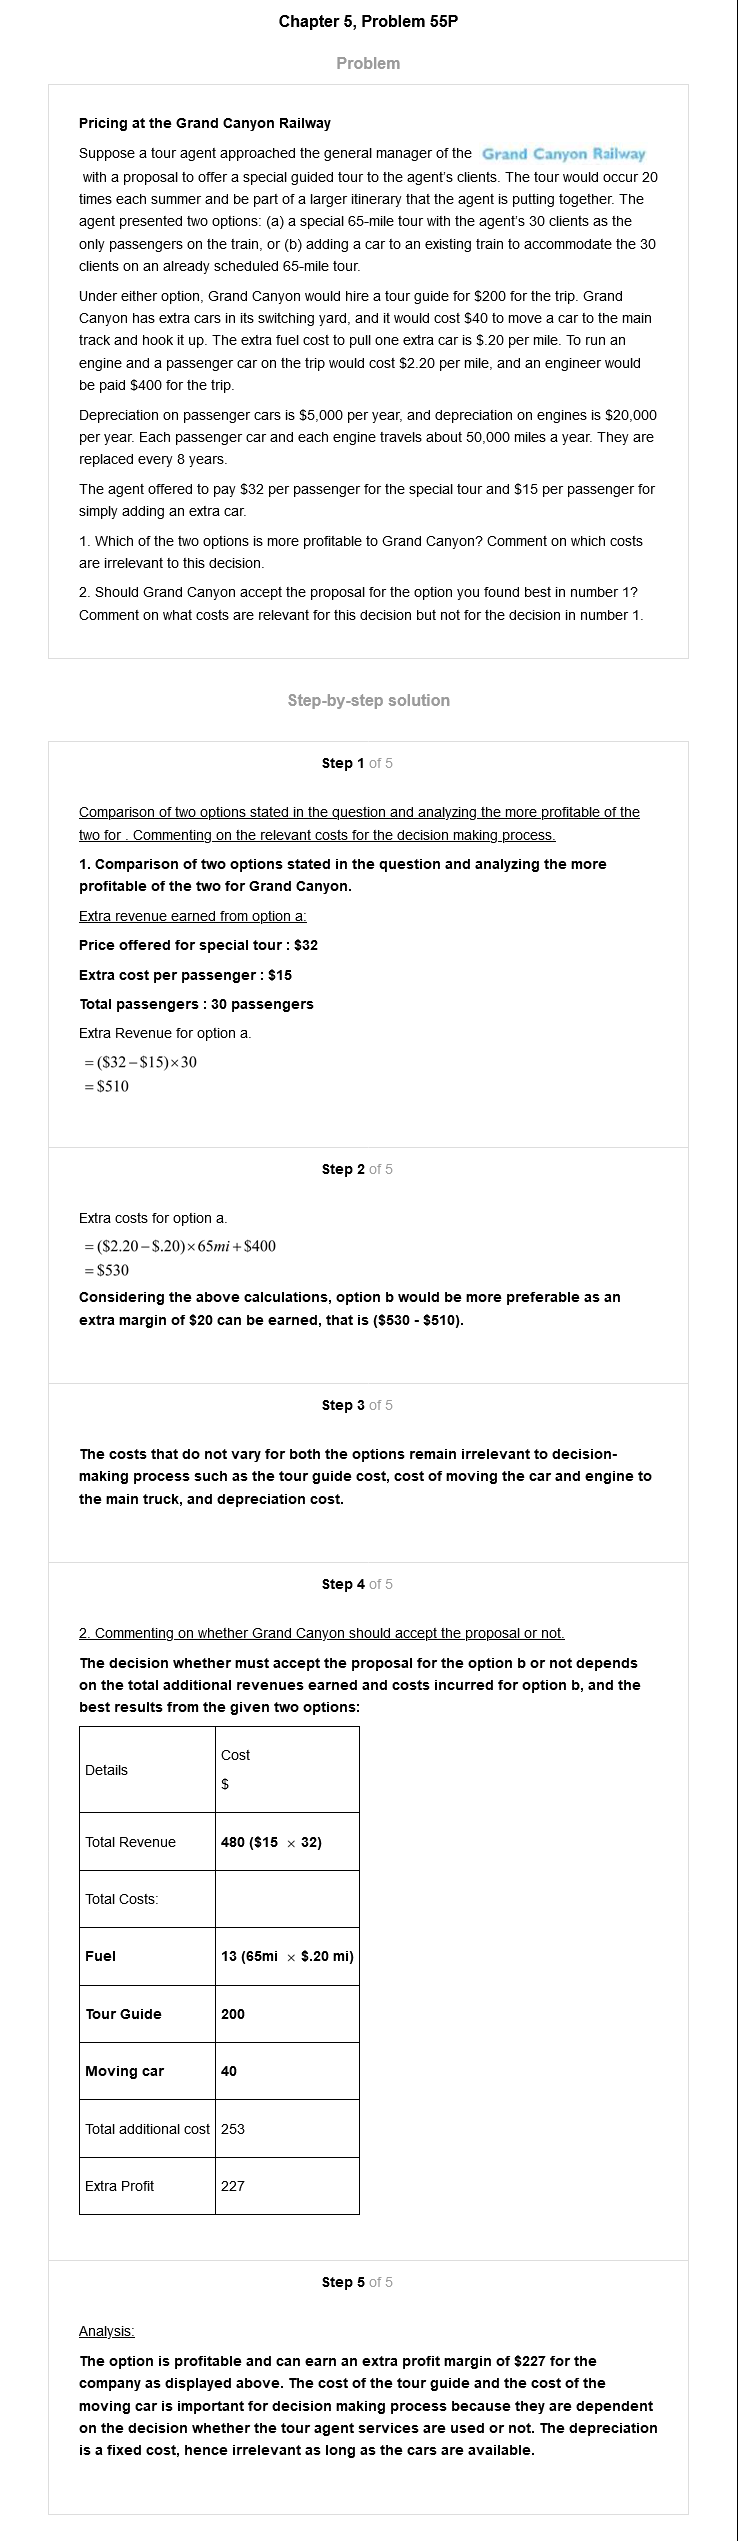 Chapter 5, Problem 55P
Problem
Pricing at the Grand Canyon Railway
Suppose a tour agent approached the general manager of the Grand Canyon Railway
with a proposal to offer a special guided tour to the agent's clients. The tour would occur 20
times each summer and be part of a larger itinerary that the agent is putting together. The
agent presented two options: (a) a special 65-mile tour with the agent's 30 clients as the
only passengers on the train, or (b) adding a car to an existing train to accommodate the 30
clients on an already scheduled 65-mile tour.
Under either option, Grand Canyon would hire a tour guide for $200 for the trip. Grand
Canyon has extra cars in its switching yard, and it would cost $40 to move a car to the main
track and hook it up. The extra fuel cost to pull one extra car is $.20 per mile. To run an
engine and a passenger car on the trip would cost $2.20 per mile, and an engineer would
be paid $400 for the trip.
Depreciation on passenger cars is $5,000 per year, and depreciation on engines is $20,000
per year. Each passenger car and each engine travels about 50,000 miles a year. They are
replaced every 8 years.
The agent offered to pay $32 per passenger for the special tour and $15 per passenger for
simply adding an extra car.
1. Which of the two options is more profitable to Grand Canyon? Comment on which costs
are irrelevant to this decision.
2. Should Grand Canyon accept the proposal for the option you found best in number 1?
Comment on what costs are relevant for this decision but not for the decision in number 1.
Step-by-step solution
Step 1 of 5
Comparison of two options stated in the question and analyzing the more profitable of the
two for . Commenting on the relevant costs for the decision making process.
1. Comparison of two options stated in the question and analyzing the more
profitable of the two for Grand Canyon.
Extra revenue earned from option a:
Price offered for special tour : $32
Extra cost per passenger : $15
Total passengers : 30 passengers
Extra Revenue for option a.
= ($32 – $15) × 30
= $510
Step 2 of 5
Extra costs for option a.
= ($2.20 – $.20) × 65mi + $400
= $530
Considering the above calculations, option b would be more preferable as an
extra margin of $20 can be earned, that is ($530 - $510).
Step 3 of 5
The costs that do not vary for both the options remain irrelevant to decision-
making process such as the tour guide cost, cost of moving the car and engine to
the main truck, and depreciation cost.
Step 4 of 5
2. Commenting on whether Grand Canyon should accept the proposal or not.
The decision whether must accept the proposal for the option b or not depends
on the total additional revenues earned and costs incurred for option b, and the
best results from the given two options:
Details
Cost
$
Total Revenue
480 ($15 × 32)
Total Costs:
Fuel
13 (65mi × $.20 mi)
Tour Guide
200
Moving car
40
Total additional cost
253
Extra Profit
227
Step 5 of 5
Analysis:
The option is profitable and can earn an extra profit margin of $227 for the
company as displayed above. The cost of the tour guide and the cost of the
moving car is important for decision making process because they are dependent
on the decision whether the tour agent services are used or not. The depreciation
is a fixed cost, hence irrelevant as long as the cars are available.